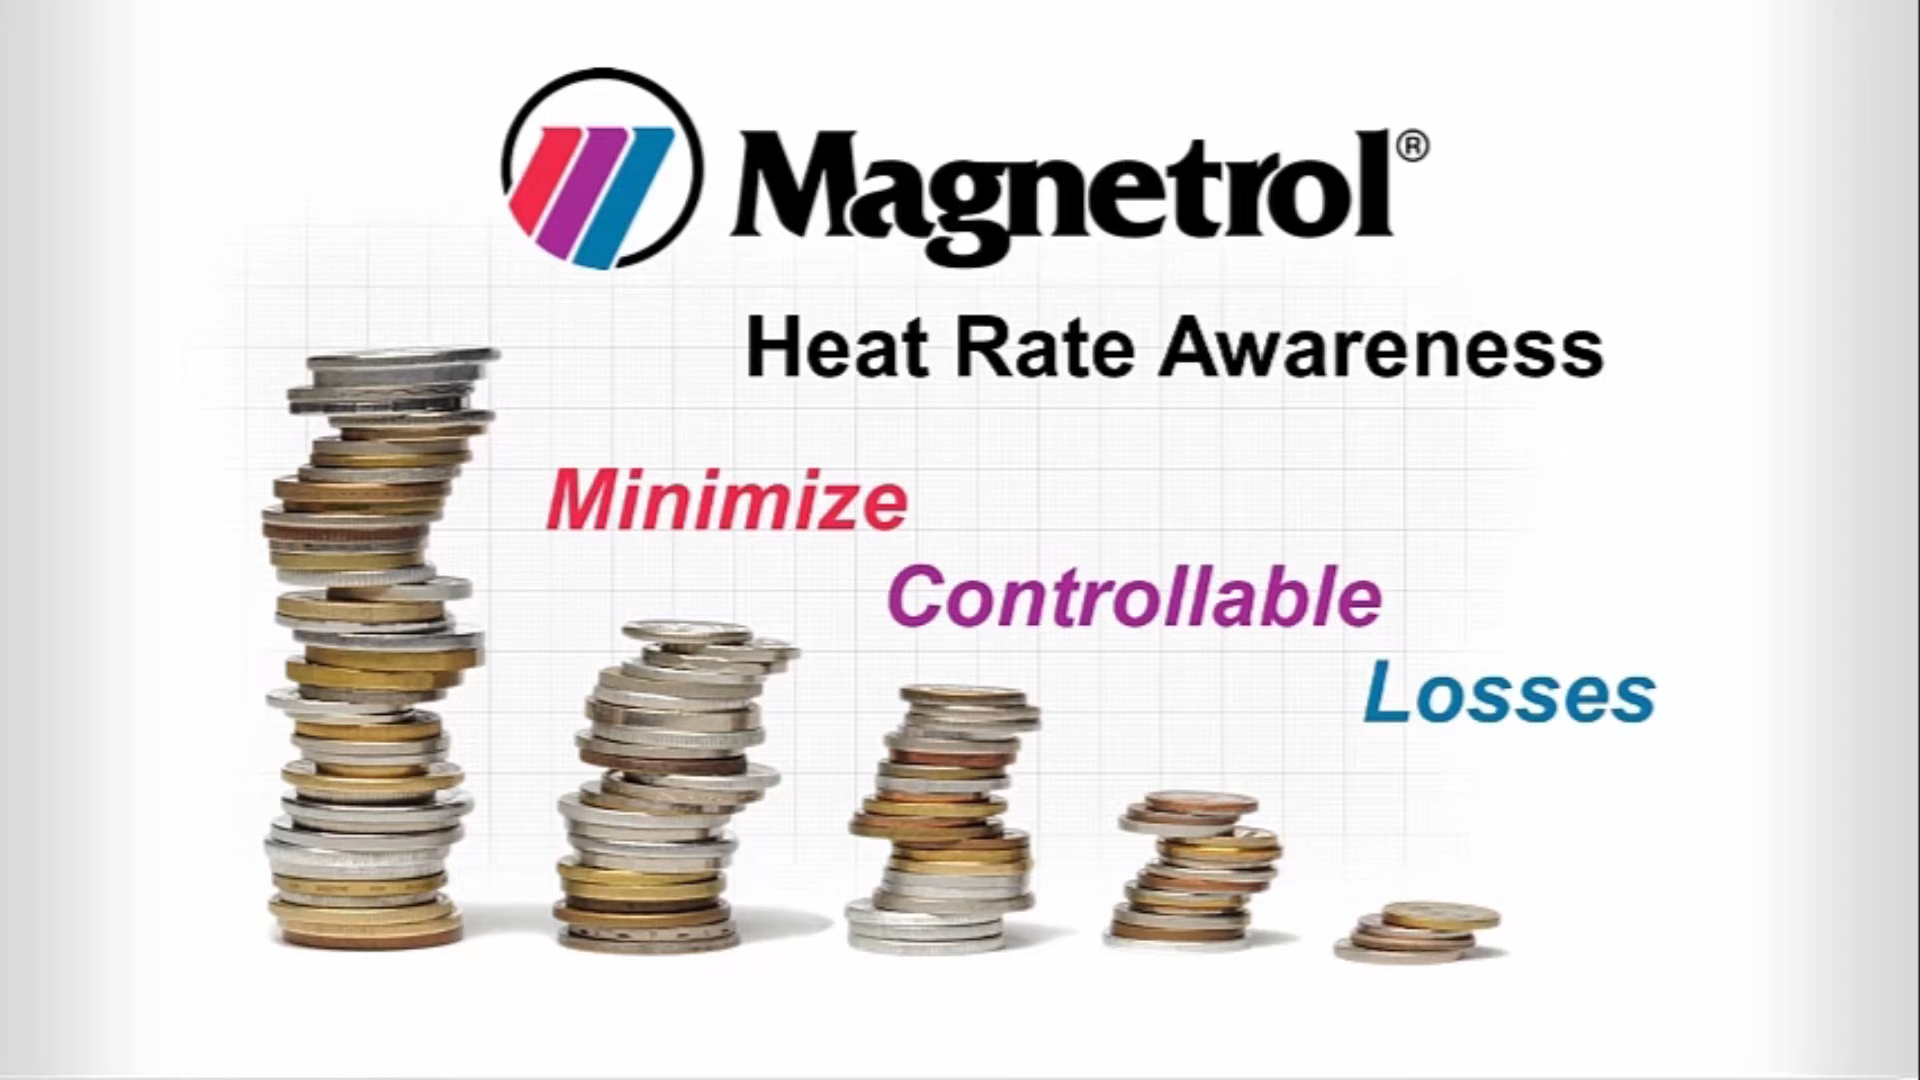 Magnetrol®
Heat Rate Awareness
Minimize
Controllable
Losses